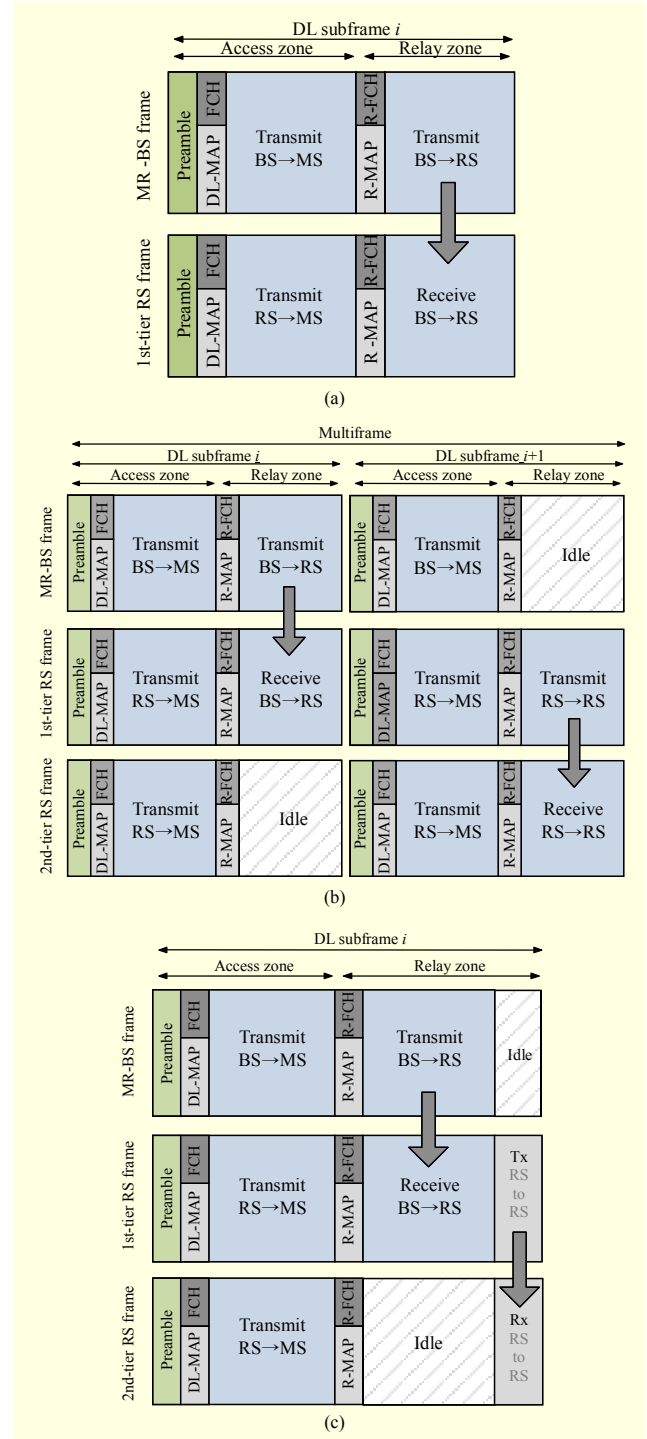 DL subframe i
Access zone
Relay zone
MR -BS frame
Preamble
FCH
DL-MAP
Transmit
BS→MS
R-FCH
R-MAP
Transmit
BS→RS
1st-tier RS frame
Preamble
FCH
DL-MAP
Transmit
RS→MS
R-FCH
R -MAP
Receive
BS→RS
(a)
Multiframe
DL subframe i
DL subframe i+1
Access zone
Relay zone
Access zone
Relay zone
MR-BS frame
Preamble
FCH
DL-MAP
Transmit
BS→MS
R-FCH
R-MAP
Transmit
BS→RS
Preamble
FCH
DL-MAP
Transmit
BS→MS
R-FCH
R-MAP
Idle
1st-tier RS frame
Preamble
FCH
DL-MAP
Transmit
RS→MS
R-FCH
R-MAP
Receive
BS→RS
Preamble
FCH
DL-MAP
Transmit
RS→MS
R-FCH
R-MAP
Transmit
RS→RS
2nd-tier RS frame
Preamble
FCH
DL-MAP
Transmit
RS→MS
R-FCH
R-MAP
Idle
Preamble
FCH
DL-MAP
Transmit
RS→MS
R-FCH
R-MAP
Receive
RS→RS
(b)
DL subframe i
Access zone
Relay zone
MR-BS frame
Preamble
FCH
DL-MAP
Transmit
BS→MS
R-FCH
R-MAP
Transmit
BS→RS
Idle
1st-tier RS frame
Preamble
FCH
DL-MAP
Transmit
RS→MS
R-FCH
R-MAP
Receive
BS→RS
Tx
RS
to
RS
2nd-tier RS frame
Preamble
FCH
DL-MAP
Transmit
RS→MS
R-FCH
R-MAP
Idle
Rx
RS
to
RS
(c)